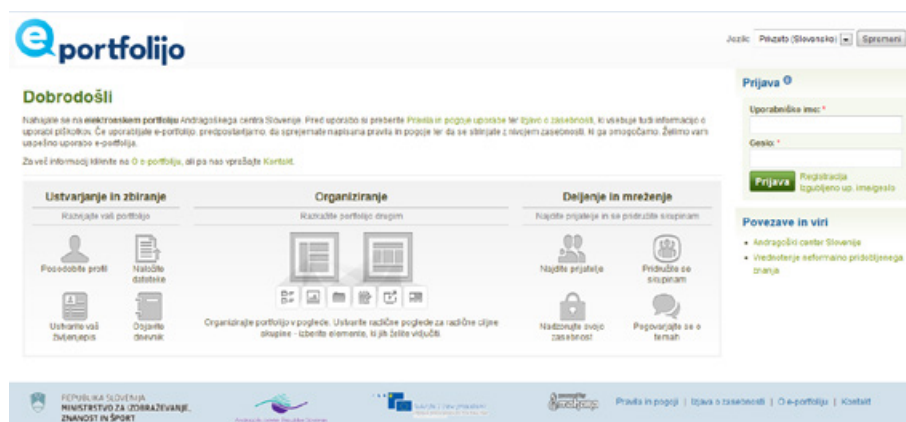 eportfolijo
Jezik: Privzeto (Slovensko) Spremeni
Dobrodošli
Nahajate se na elektronskem portfoliju Andragoškega centra Slovenije. Pred uporabo si preberite Pravila in pogoje uporabe ter Izjavo o zasebnosti, ki vsebuje tudi informacijo o
uporabi piškotkov. Če uporabljate e-portfolijo, predpostavljamo, da sprejemate napisana pravila in pogoje ter da se strinjate z nivojem zasebnosti, ki ga omogočamo. Želimo vam
uspešno uporabo e-portfolija.
Za več informacij kliknite na O e-portfoliju, ali pa nas vprašajte Kontakt.
Ustvarjanje in zbiranje
Razvijajte vaš portfolijo
Posodobite profil
Naložite
datoteke
Ustvarite vaš
življenjepis
Objavite
dnevnik
Organiziranje
Razkažite portfolijo drugim
Organizirajte portfolijo v poglede. Ustvarite različne poglede za različne ciljne
skupine - izberite elemente, ki jih želite vključiti.
Deljenje in mreženje
Najdite prijatelje in se pridružite skupinam
Najdite prijatelje
Pridružite se
skupinam
Nadzorujte svojo
zasebnost
Pogovarjajte se o
temah
Prijava
Uporabniško ime: *
Geslo: *
Prijava
Registracija
Izgubljeno up. ime/geslo
Povezave in viri
Andragoški center Slovenije
Vrednotenje neformalno pridobljenega
znanja
REPUBLIKA SLOVENIJA
MINISTRSTVO ZA IZOBRAŽEVANJE,
ZNANOST IN ŠPORT
mahara
Pravila in pogoji | Izjava o zasebnosti | O e-portfoliju | Kontakt